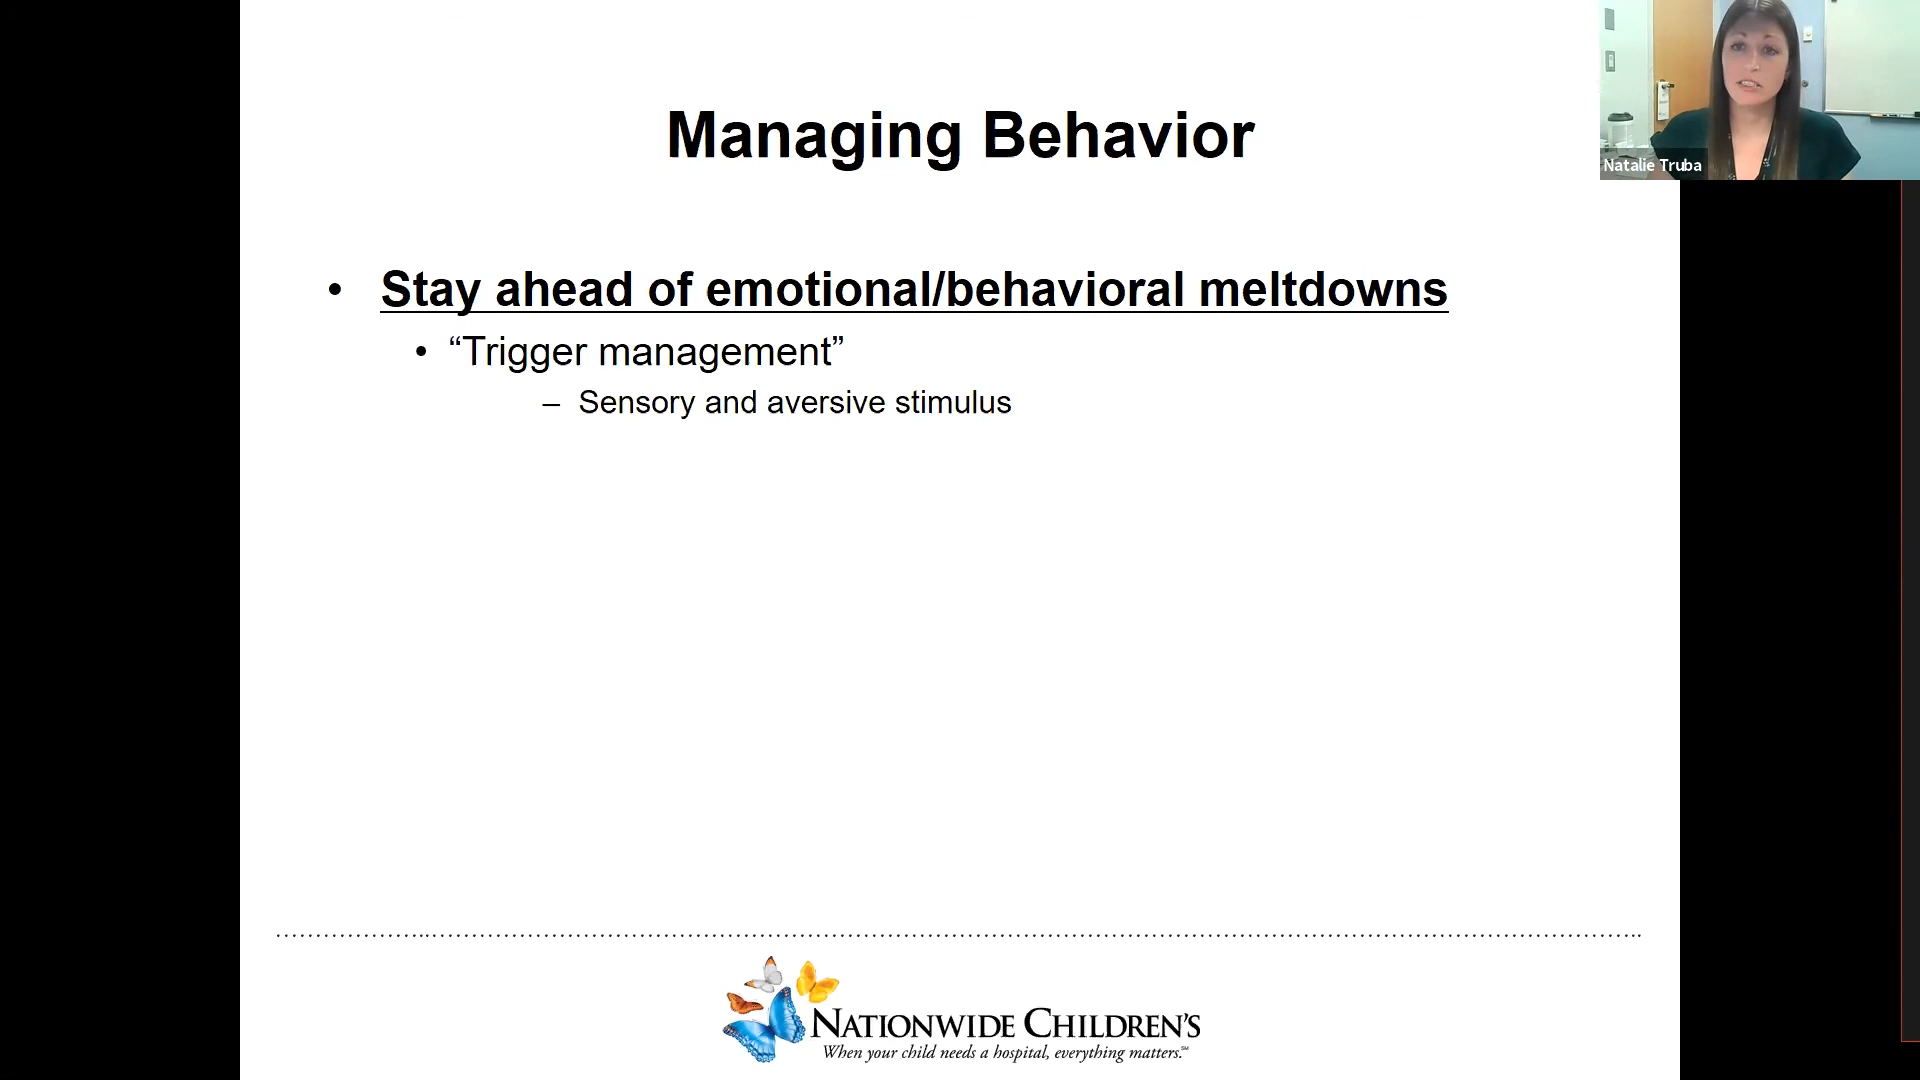 Managing Behavior
Natalie Truba
• Stay ahead of emotional/behavioral meltdowns
• “Trigger management”
– Sensory and aversive stimulus
NATIONWIDE CHILDREN'S
When your child needs a hospital, everything matters.℠